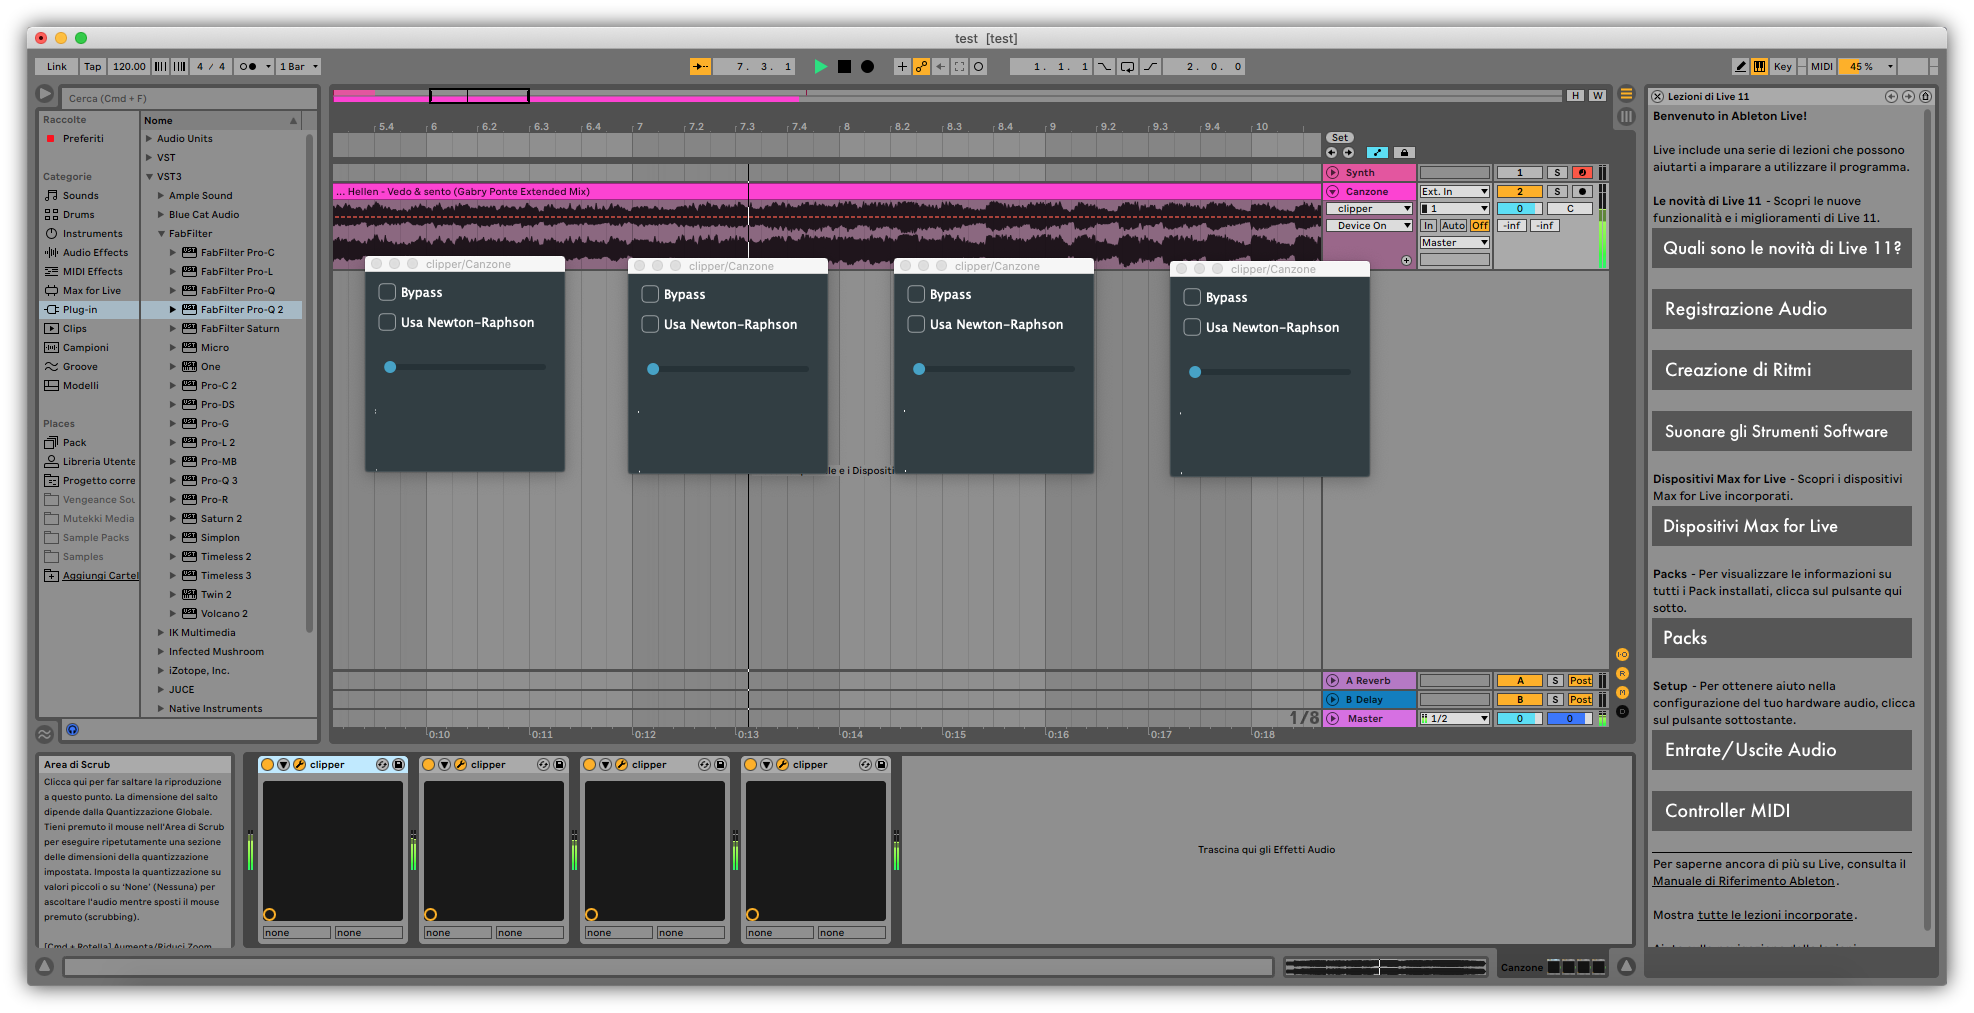 test  [test]
Link
Tap
120.00
4 / 4
1 Bar
7. 3. 1
1. 1. 1
2. 0. 0
Key
MIDI
45 %
Cerca (Cmd + F)
Raccolte
Preferiti
Categorie
Sounds
Drums
Instruments
Audio Effects
MIDI Effects
Max for Live
Plug-in
Clips
Campioni
Groove
Modelli
Places
Pack
Libreria Utente
Progetto corre
Vengeance Sou
Mutekki Media
Sample Packs
Samples
Aggiungi Cartel
Nome
Audio Units
VST
VST3
Ample Sound
Blue Cat Audio
FabFilter
FabFilter Pro-C
FabFilter Pro-L
FabFilter Pro-Q
FabFilter Pro-Q 2
FabFilter Saturn
Micro
One
Pro-C 2
Pro-DS
Pro-G
Pro-L 2
Pro-MB
Pro-Q 3
Pro-R
Saturn 2
Simplon
Timeless 2
Timeless 3
Twin 2
Volcano 2
IK Multimedia
Infected Mushroom
iZotope, Inc.
JUCE
Native Instruments
H
W
5.4 6 6.2 6.3 6.4 7 7.2 7.3 7.4 8 8.2 8.3 8.4 9 9.2 9.3 9.4 10
Set
... Hellen - Vedo & sento (Gabry Ponte Extended Mix)
Synth
1
S
Canzone
Ext. In
2
S
clipper
1
0
C
Device On
In
Auto
Off
-inf
-inf
Master
clipper/Canzone
Bypass
Usa Newton-Raphson
clipper/Canzone
Bypass
Usa Newton-Raphson
clipper/Canzone
Bypass
Usa Newton-Raphson
clipper/Canzone
Bypass
Usa Newton-Raphson
le e i Dispositi
A Reverb
A
S
Post
B Delay
B
S
Post
1/8
Master
1/2
0
0
0:10 0:11 0:12 0:13 0:14 0:15 0:16 0:17 0:18
Lezioni di Live 11
Benvenuto in Ableton Live!
Live include una serie di lezioni che possono
aiutarti a imparare a utilizzare il programma.
Le novità di Live 11 - Scopri le nuove
funzionalità e i miglioramenti di Live 11.
Quali sono le novità di Live 11?
Registrazione Audio
Creazione di Ritmi
Suonare gli Strumenti Software
Dispositivi Max for Live - Scopri i dispositivi
Max for Live incorporati.
Dispositivi Max for Live
Packs - Per visualizzare le informazioni su
tutti i Pack installati, clicca sul pulsante qui
sotto.
Packs
Setup - Per ottenere aiuto nella
configurazione del tuo hardware audio, clicca
sul pulsante sottostante.
Entrate/Uscite Audio
Controller MIDI
Per saperne ancora di più su Live, consulta il
Manuale di Riferimento Ableton.
Mostra tutte le lezioni incorporate.
Area di Scrub
Clicca qui per far saltare la riproduzione
a questo punto. La dimensione del salto
dipende dalla Quantizzazione Globale.
Tieni premuto il mouse nell'Area di Scrub
per eseguire ripetutamente una sezione
delle dimensioni della quantizzazione
impostata. Imposta la quantizzazione su
valori piccoli o su 'None' (Nessuna) per
ascoltare l'audio mentre sposti il mouse
premuto (scrubbing).
[Cmd + Rotella] Aumenta/Riduci Zoom
clipper
none
none
clipper
none
none
clipper
none
none
clipper
none
none
Trascina qui gli Effetti Audio
Canzone